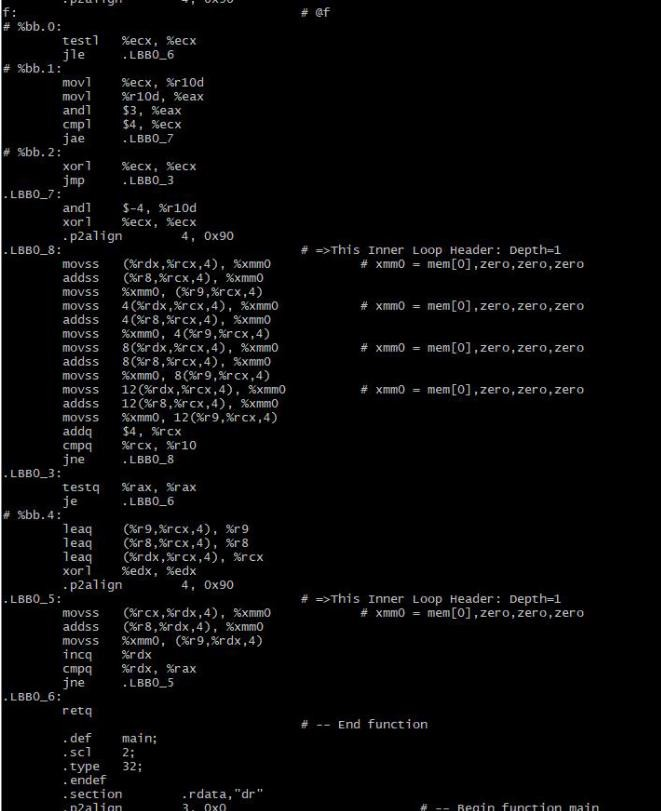 .p2align 4, 0x90
f: # @f
# %bb.0:
testl %ecx, %ecx
jle .LBB0_6
# %bb.1:
movl %ecx, %r10d
movl %r10d, %eax
andl $3, %eax
cmpl $4, %ecx
jae .LBB0_7
# %bb.2:
xorl %ecx, %ecx
jmp .LBB0_3
.LBB0_7:
andl $-4, %r10d
xorl %ecx, %ecx
.p2align 4, 0x90
.LBB0_8: # =>This Inner Loop Header: Depth=1
movss (%rdx,%rcx,4), %xmm0 # xmm0 = mem[0],zero,zero,zero
addss (%r8,%rcx,4), %xmm0
movss %xmm0, (%r9,%rcx,4)
movss 4(%rdx,%rcx,4), %xmm0 # xmm0 = mem[0],zero,zero,zero
addss 4(%r8,%rcx,4), %xmm0
movss %xmm0, 4(%r9,%rcx,4)
movss 8(%rdx,%rcx,4), %xmm0 # xmm0 = mem[0],zero,zero,zero
addss 8(%r8,%rcx,4), %xmm0
movss %xmm0, 8(%r9,%rcx,4)
movss 12(%rdx,%rcx,4), %xmm0 # xmm0 = mem[0],zero,zero,zero
addss 12(%r8,%rcx,4), %xmm0
movss %xmm0, 12(%r9,%rcx,4)
addq $4, %rcx
cmpq %rcx, %r10
jne .LBB0_8
.LBB0_3:
testq %rax, %rax
je .LBB0_6
# %bb.4:
leaq (%r9,%rcx,4), %r9
leaq (%r8,%rcx,4), %r8
leaq (%rdx,%rcx,4), %rcx
xorl %edx, %edx
.p2align 4, 0x90
.LBB0_5: # =>This Inner Loop Header: Depth=1
movss (%rcx,%rdx,4), %xmm0 # xmm0 = mem[0],zero,zero,zero
addss (%r8,%rdx,4), %xmm0
movss %xmm0, (%r9,%rdx,4)
incq %rdx
cmpq %rdx, %rax
jne .LBB0_5
.LBB0_6:
retq
# -- End function
.def main;
.scl 2;
.type 32;
.endef
.section .rdata,"dr"
.p2align 3, 0x0 # -- Begin function main